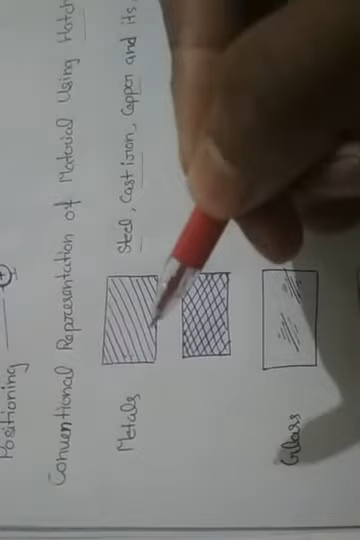 Positioning
Conventional Representation of Material Using Hatch
Metals Steel, Cast iron, Copper and its,
Glass